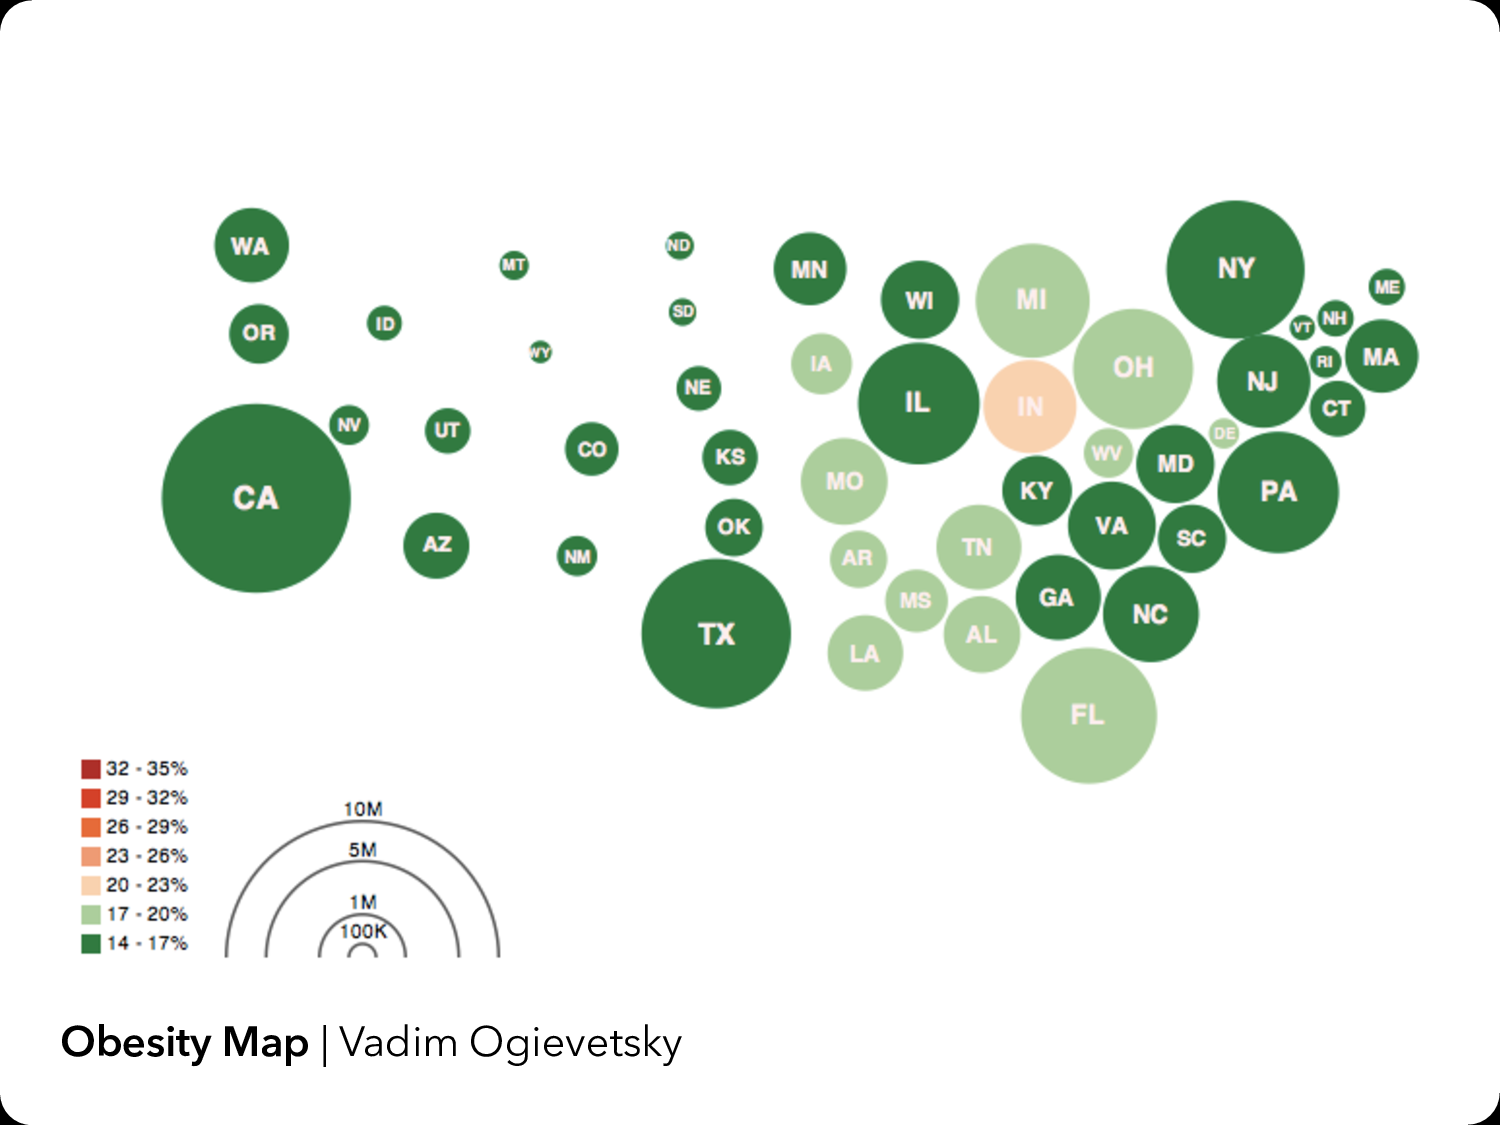 WA
MT
ND
MN
WI
MI
NY
ME
OR
ID
WY
SD
VT
NH
IA
IL
IN
OH
NJ
RI
MA
NE
CT
CA
NV
UT
CO
KS
MO
KY
WV
MD
DE
PA
AZ
NM
OK
AR
TN
VA
SC
TX
MS
AL
GA
NC
LA
FL
32 - 35%
29 - 32%
26 - 29%
23 - 26%
20 - 23%
17 - 20%
14 - 17%
10M
5M
1M
100K
Obesity Map | Vadim Ogievetsky